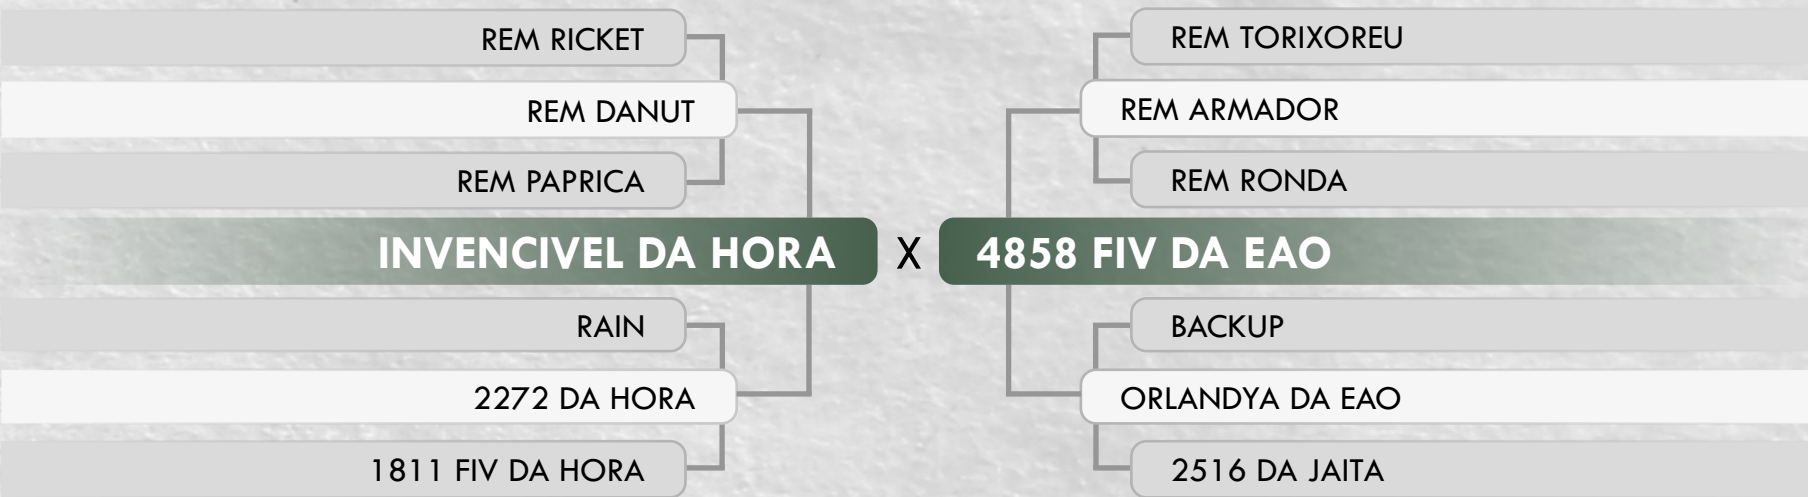 REM RICKET
REM DANUT
REM PAPRICA
INVENCIVEL DA HORA
RAIN
2272 DA HORA
1811 FIV DA HORA
X
REM TORIXOREU
REM ARMADOR
REM RONDA
4858 FIV DA EAO
BACKUP
ORLANDYA DA EAO
2516 DA JAITA